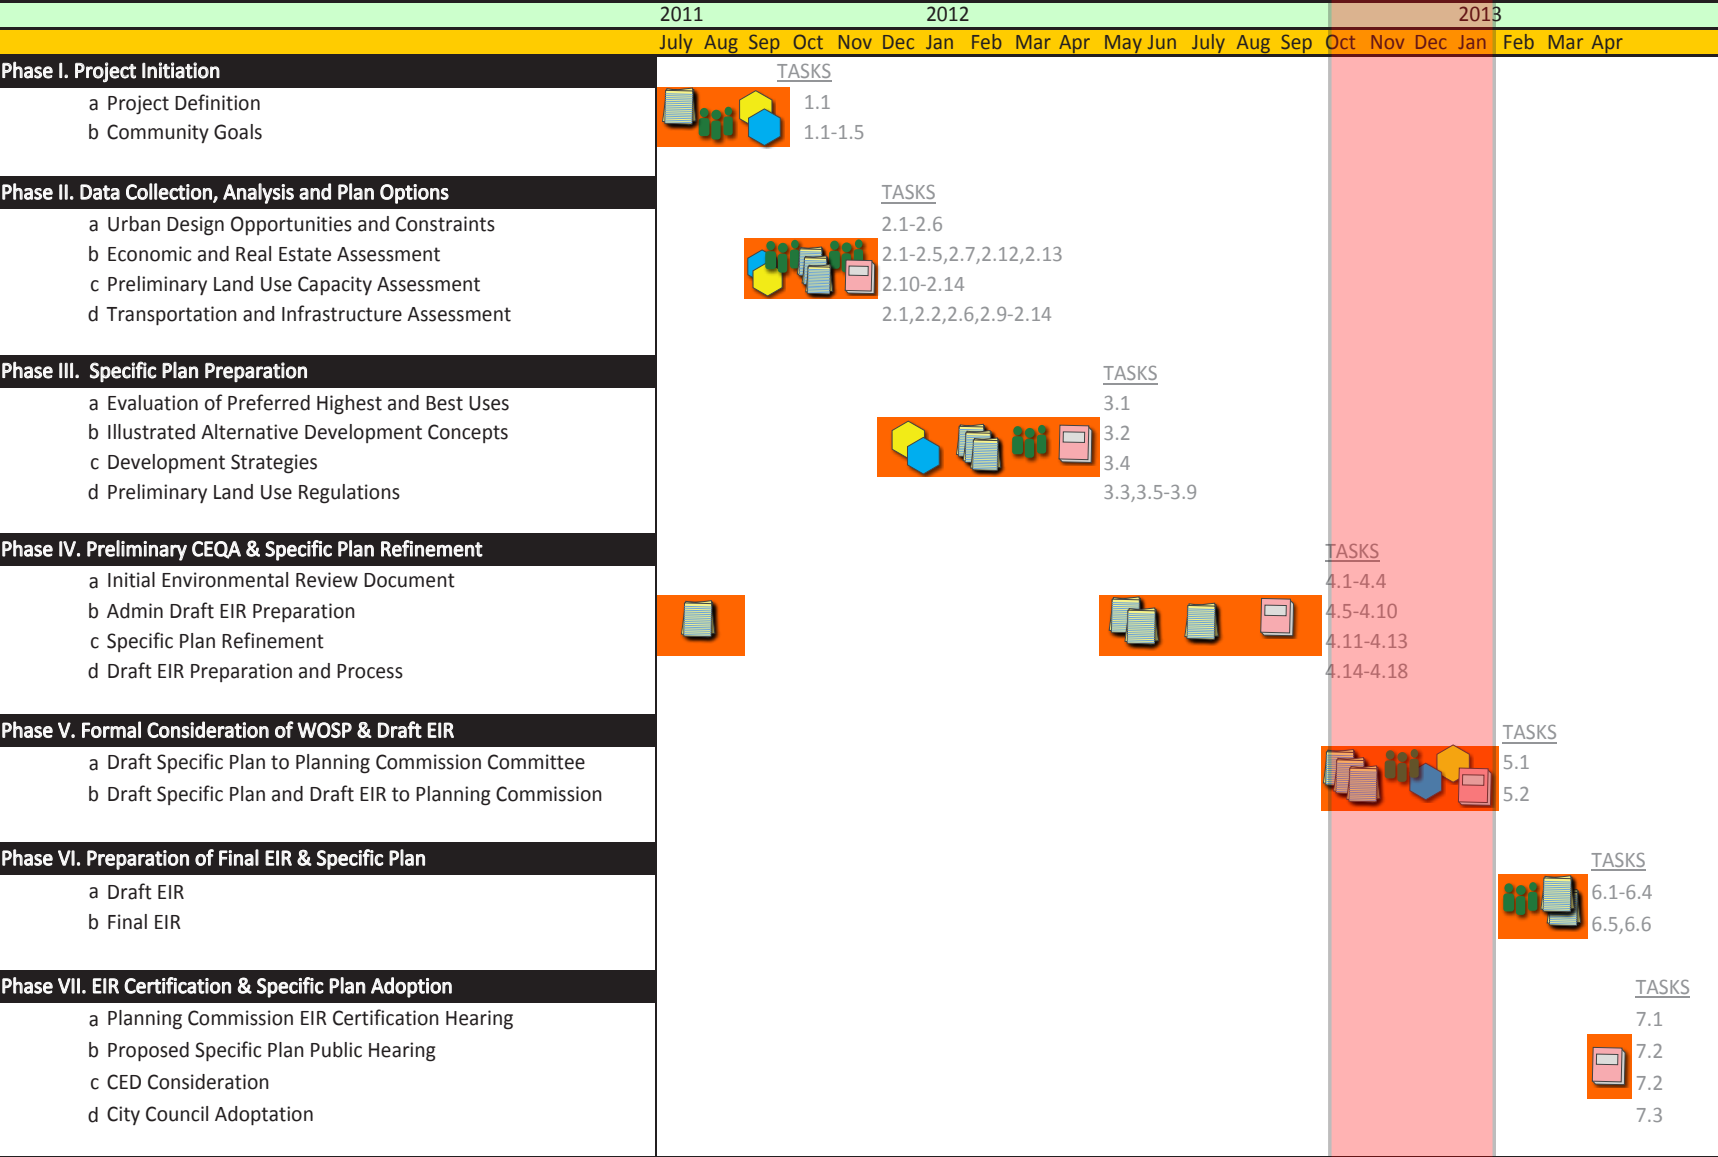 2011 2012 2013
July Aug Sep Oct Nov Dec Jan Feb Mar Apr May Jun July Aug Sep Oct Nov Dec Jan Feb Mar Apr
Phase I. Project Initiation TASKS
a Project Definition 1.1
b Community Goals 1.1-1.5
Phase II. Data Collection, Analysis and Plan Options TASKS
a Urban Design Opportunities and Constraints 2.1-2.6
b Economic and Real Estate Assessment 2.1-2.5,2.7,2.12,2.13
c Preliminary Land Use Capacity Assessment 2.10-2.14
d Transportation and Infrastructure Assessment 2.1,2.2,2.6,2.9-2.14
Phase III. Specific Plan Preparation TASKS
a Evaluation of Preferred Highest and Best Uses 3.1
b Illustrated Alternative Development Concepts 3.2
c Development Strategies 3.4
d Preliminary Land Use Regulations 3.3,3.5-3.9
Phase IV. Preliminary CEQA & Specific Plan Refinement TASKS
a Initial Environmental Review Document 4.1-4.4
b Admin Draft EIR Preparation 4.5-4.10
c Specific Plan Refinement 4.11-4.13
d Draft EIR Preparation and Process 4.14-4.18
Phase V. Formal Consideration of WOSP & Draft EIR TASKS
a Draft Specific Plan to Planning Commission Committee 5.1
b Draft Specific Plan and Draft EIR to Planning Commission 5.2
Phase VI. Preparation of Final EIR & Specific Plan TASKS
a Draft EIR 6.1-6.4
b Final EIR 6.5,6.6
Phase VII. EIR Certification & Specific Plan Adoption TASKS
a Planning Commission EIR Certification Hearing 7.1
b Proposed Specific Plan Public Hearing 7.2
c CED Consideration 7.2
d City Council Adoptation 7.3